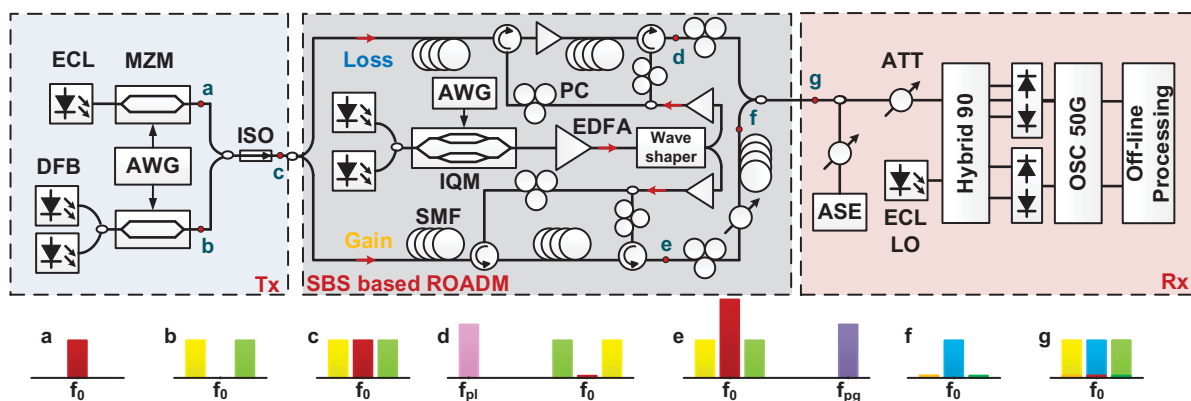 ECL
MZM
a
AWG
DFB
ISO
c
b
Tx
Loss
AWG
PC
d
EDFA
Wave
shaper
IQM
f
SMF
Gain
e
SBS based ROADM
g
ATT
ASE
ECL
LO
Hybrid 90
OSC 50G
Off-line
Processing
Rx
a
f0
b
f0
c
f0
d
fpl
f0
e
f0
fpg
f
f0
g
f0